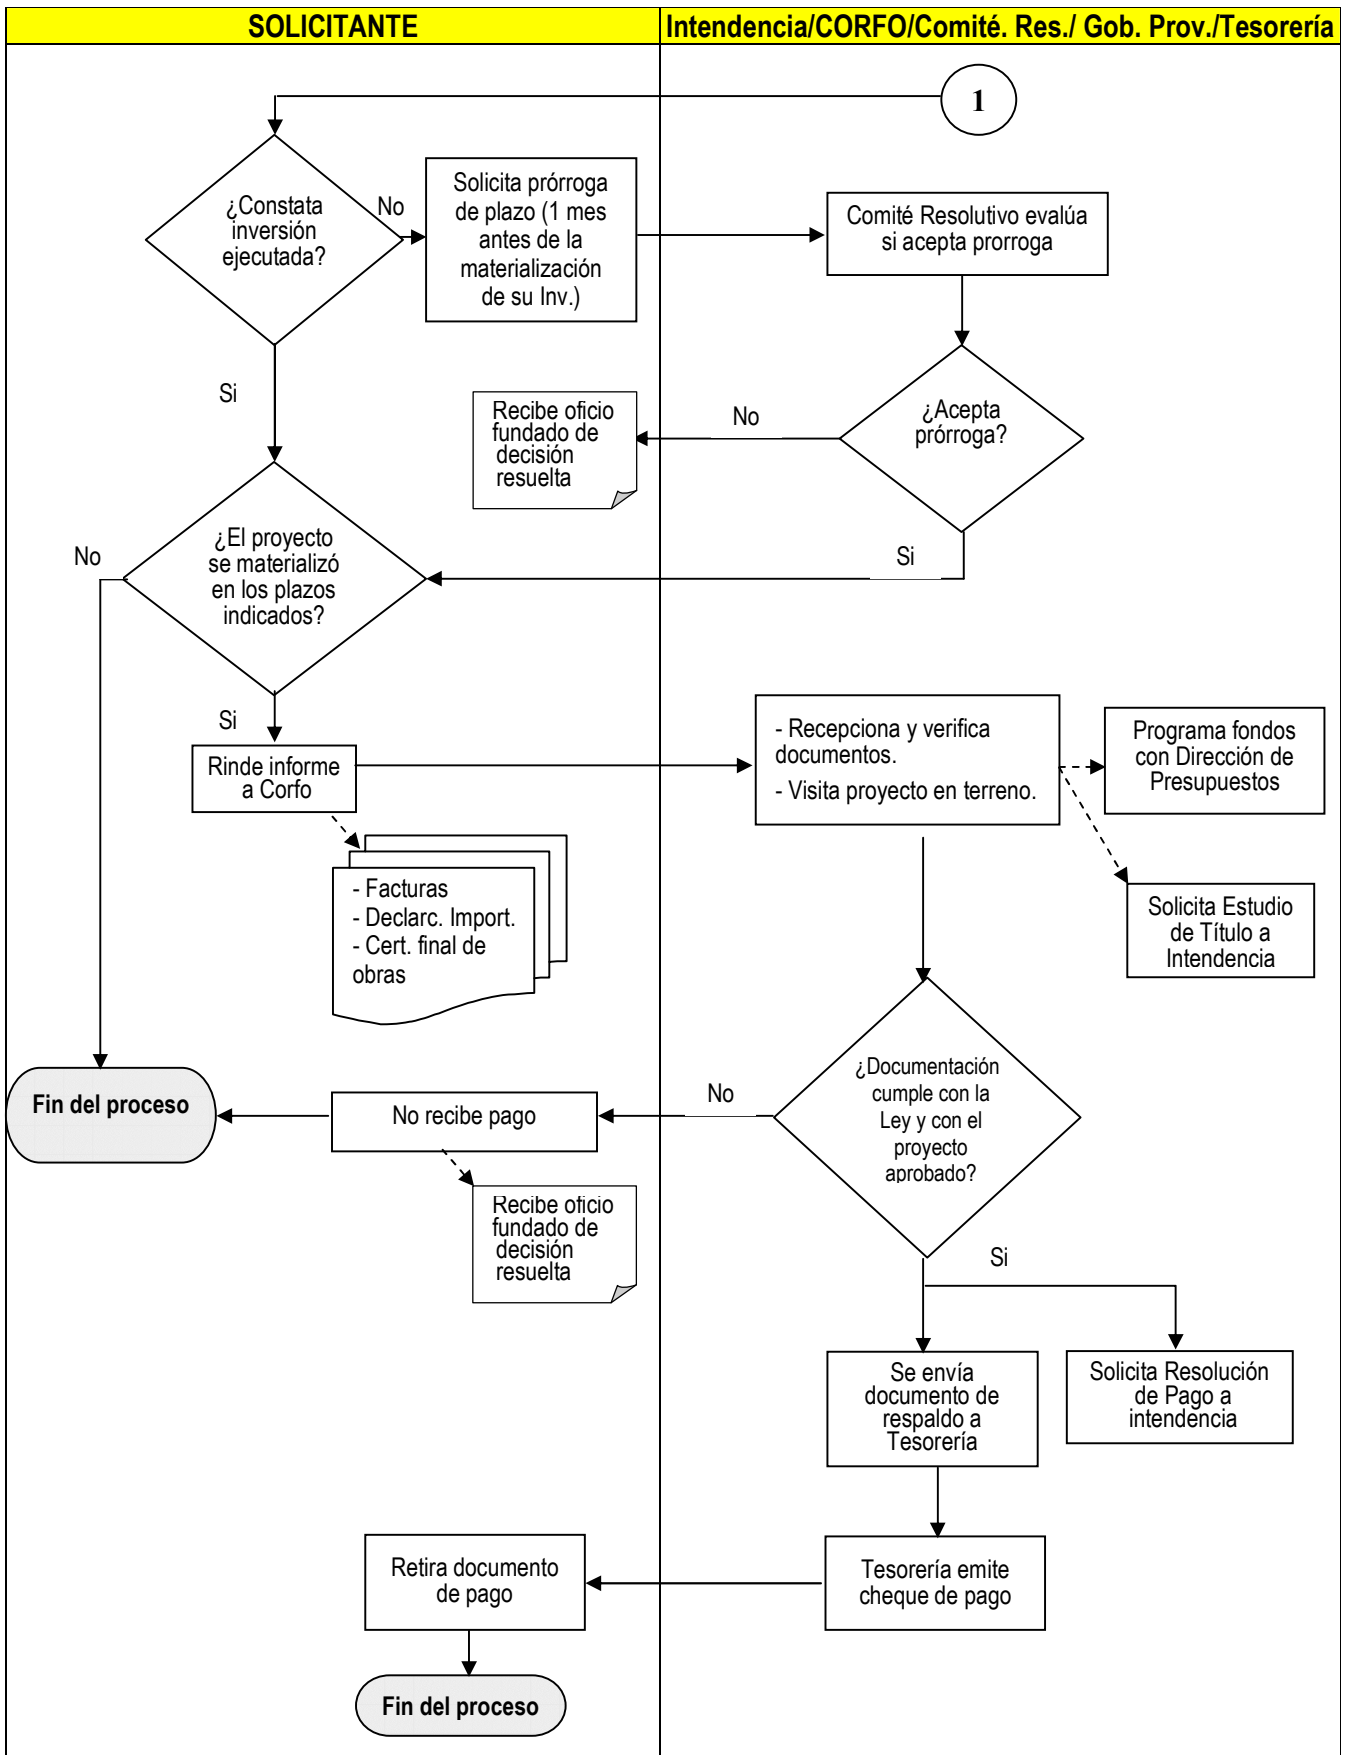 SOLICITANTE
Intendencia/CORFO/Comité. Res./ Gob. Prov./Tesorería
1
¿Constata
inversión
ejecutada?
No
Solicita prórroga
de plazo (1 mes
antes de la
materialización
de su Inv.)
Comité Resolutivo evalúa
si acepta prorroga
Si
Recibe oficio
fundado de
decisión
resuelta
No
¿Acepta
prórroga?
Si
No
¿El proyecto
se materializó
en los plazos
indicados?
Si
Rinde informe
a Corfo
- Recepciona y verifica
documentos.
- Visita proyecto en terreno.
Programa fondos
con Dirección de
Presupuestos
- Facturas
- Declarc. Import.
- Cert. final de
obras
Solicita Estudio
de Título a
Intendencia
Fin del proceso
No recibe pago
No
¿Documentación
cumple con la
Ley y con el
proyecto
aprobado?
Recibe oficio
fundado de
decisión
resuelta
Si
Se envía
documento de
respaldo a
Tesorería
Solicita Resolución
de Pago a
intendencia
Retira documento
de pago
Tesorería emite
cheque de pago
Fin del proceso